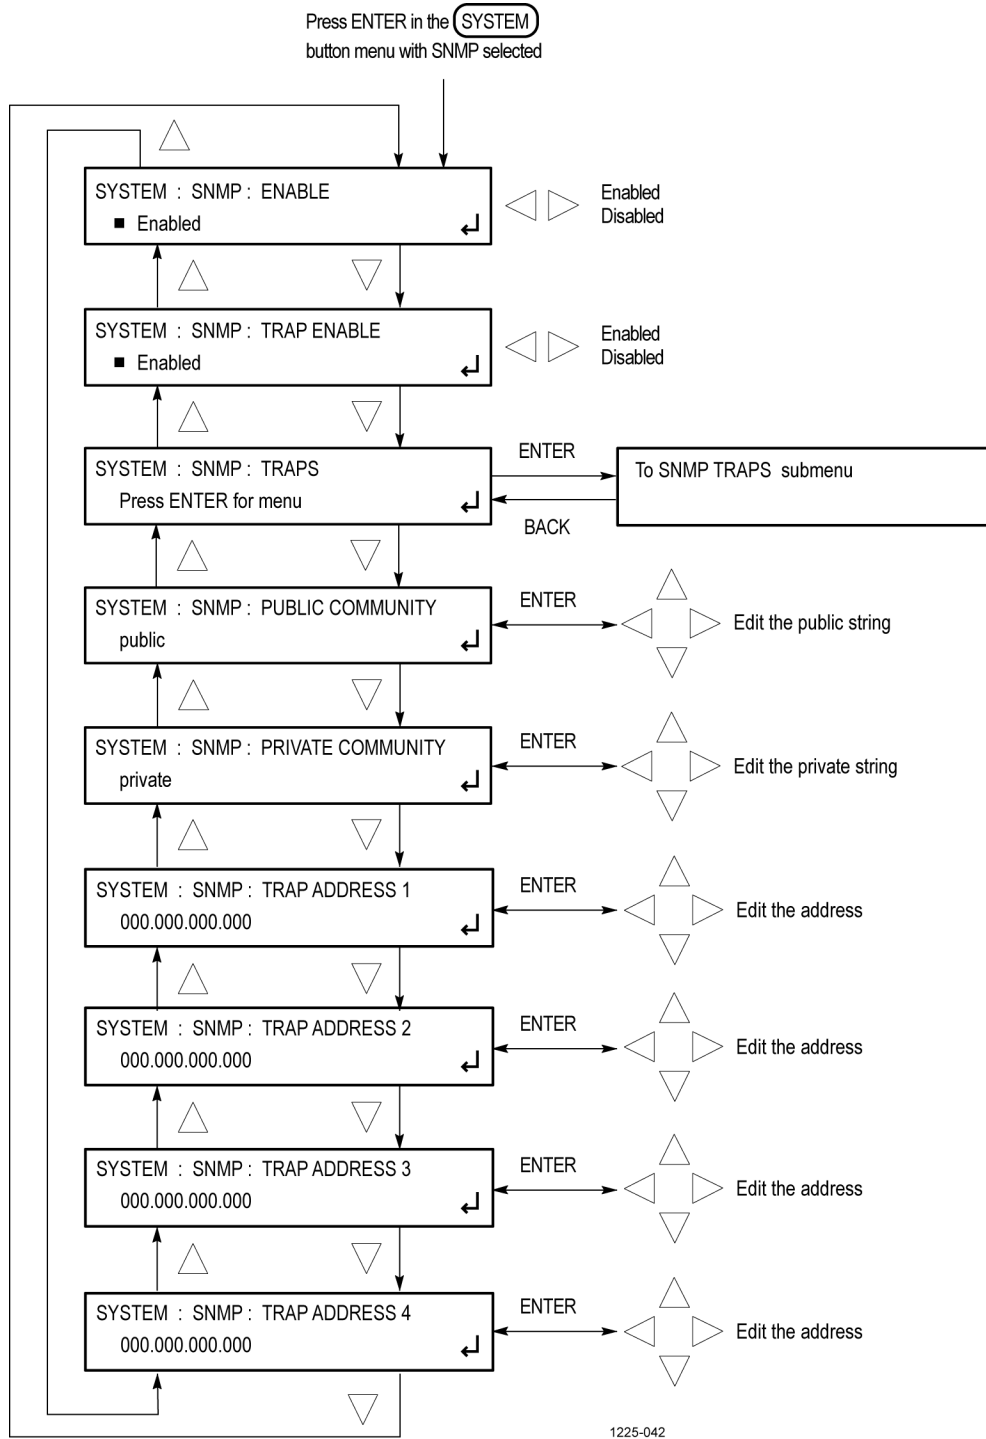 Press ENTER in the SYSTEM
button menu with SNMP selected
SYSTEM : SNMP : ENABLE
■ Enabled
Enabled
Disabled
SYSTEM : SNMP : TRAP ENABLE
■ Enabled
Enabled
Disabled
SYSTEM : SNMP : TRAPS
Press ENTER for menu
ENTER
BACK
To SNMP TRAPS submenu
SYSTEM : SNMP : PUBLIC COMMUNITY
public
ENTER
Edit the public string
SYSTEM : SNMP : PRIVATE COMMUNITY
private
ENTER
Edit the private string
SYSTEM : SNMP : TRAP ADDRESS 1
000.000.000.000
ENTER
Edit the address
SYSTEM : SNMP : TRAP ADDRESS 2
000.000.000.000
ENTER
Edit the address
SYSTEM : SNMP : TRAP ADDRESS 3
000.000.000.000
ENTER
Edit the address
SYSTEM : SNMP : TRAP ADDRESS 4
000.000.000.000
ENTER
Edit the address
1225-042